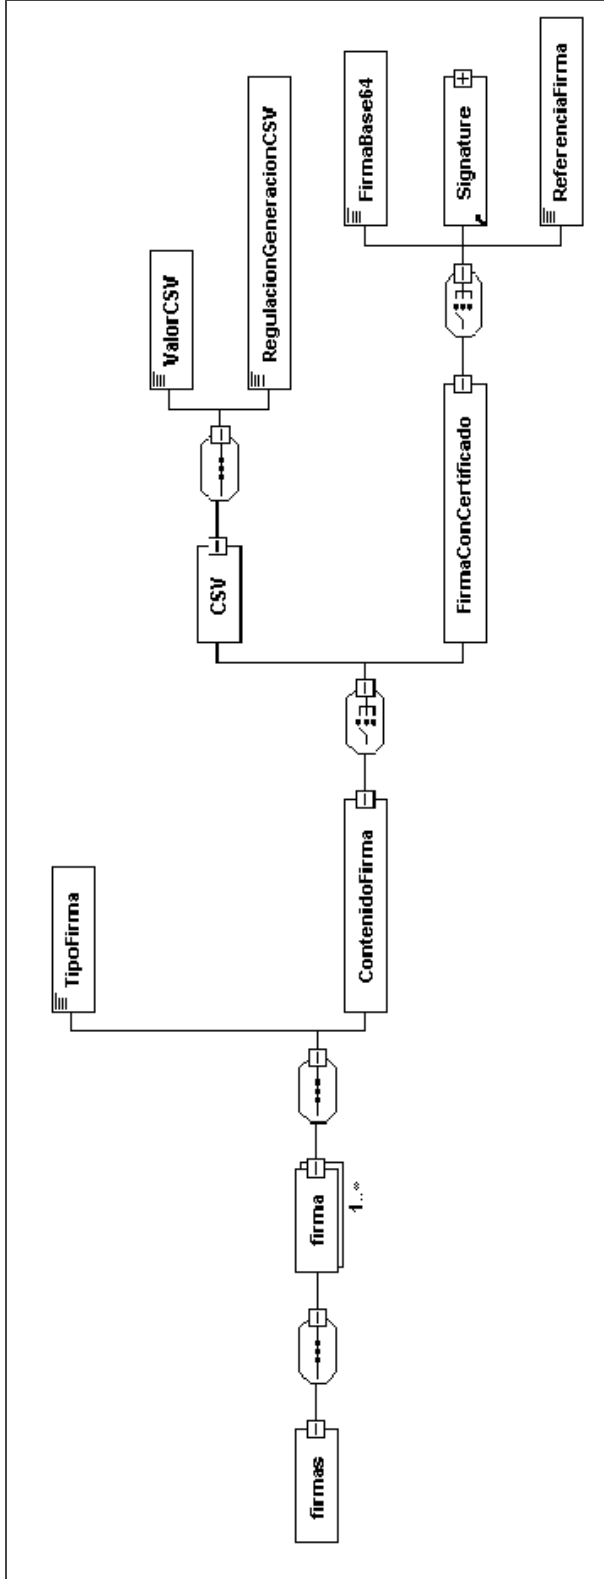 firmas
firma
1..∞
TipoFirma
ContenidoFirma
CSV
ValorCSV
RegulacionGeneracionCSV
FirmaConCertificado
FirmaBase64
Signature
ReferenciaFirma